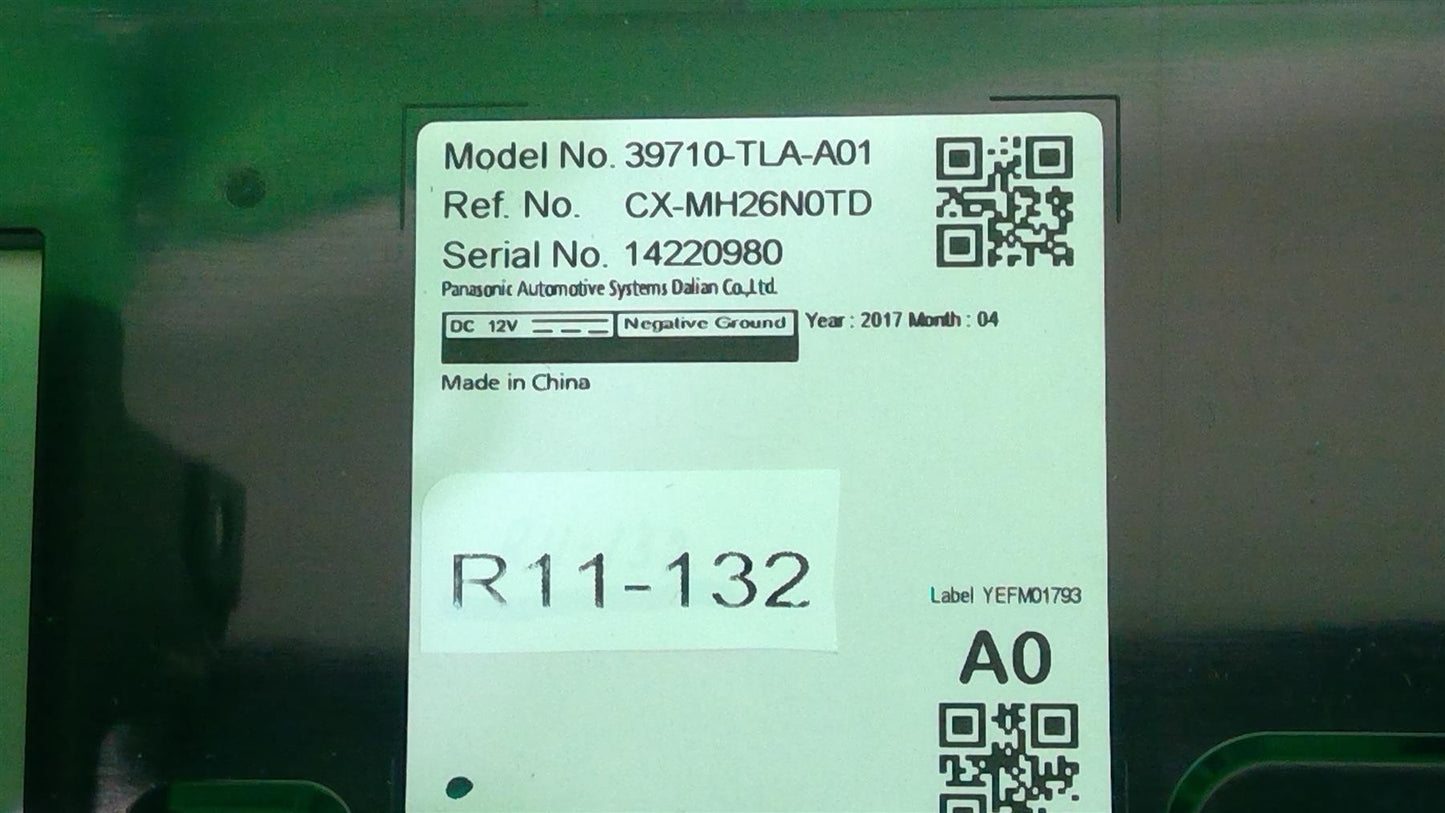 Model No. 39710-TLA-A01
Ref. No. CX-MH26N0TD
Serial No. 14220980
Panasonic Automotive Systems Dalian Co.,Ltd.
DC 12V Negative Ground Year : 2017 Month : 04
Made in China
R11-132
Label YEFM01793
A0